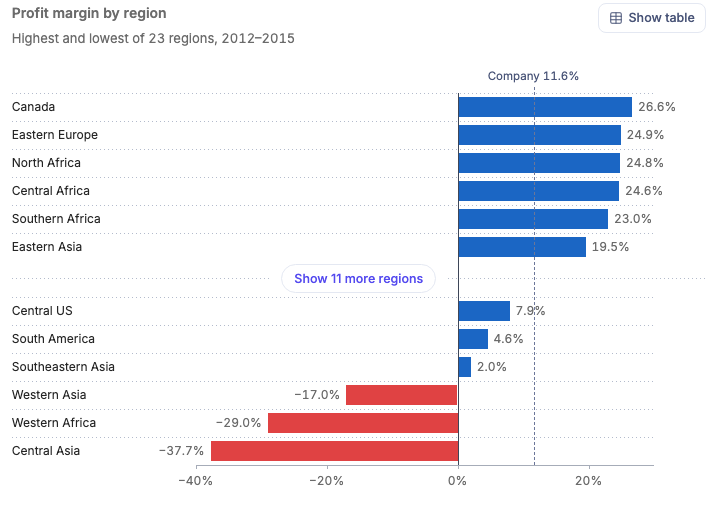 Profit margin by region
Show table
Highest and lowest of 23 regions, 2012–2015
Company 11.6%
Canada 26.6%
Eastern Europe 24.9%
North Africa 24.8%
Central Africa 24.6%
Southern Africa 23.0%
Eastern Asia 19.5%
Show 11 more regions
Central US 7.9%
South America 4.6%
Southeastern Asia 2.0%
Western Asia −17.0%
Western Africa −29.0%
Central Asia −37.7%
−40% −20% 0% 20%